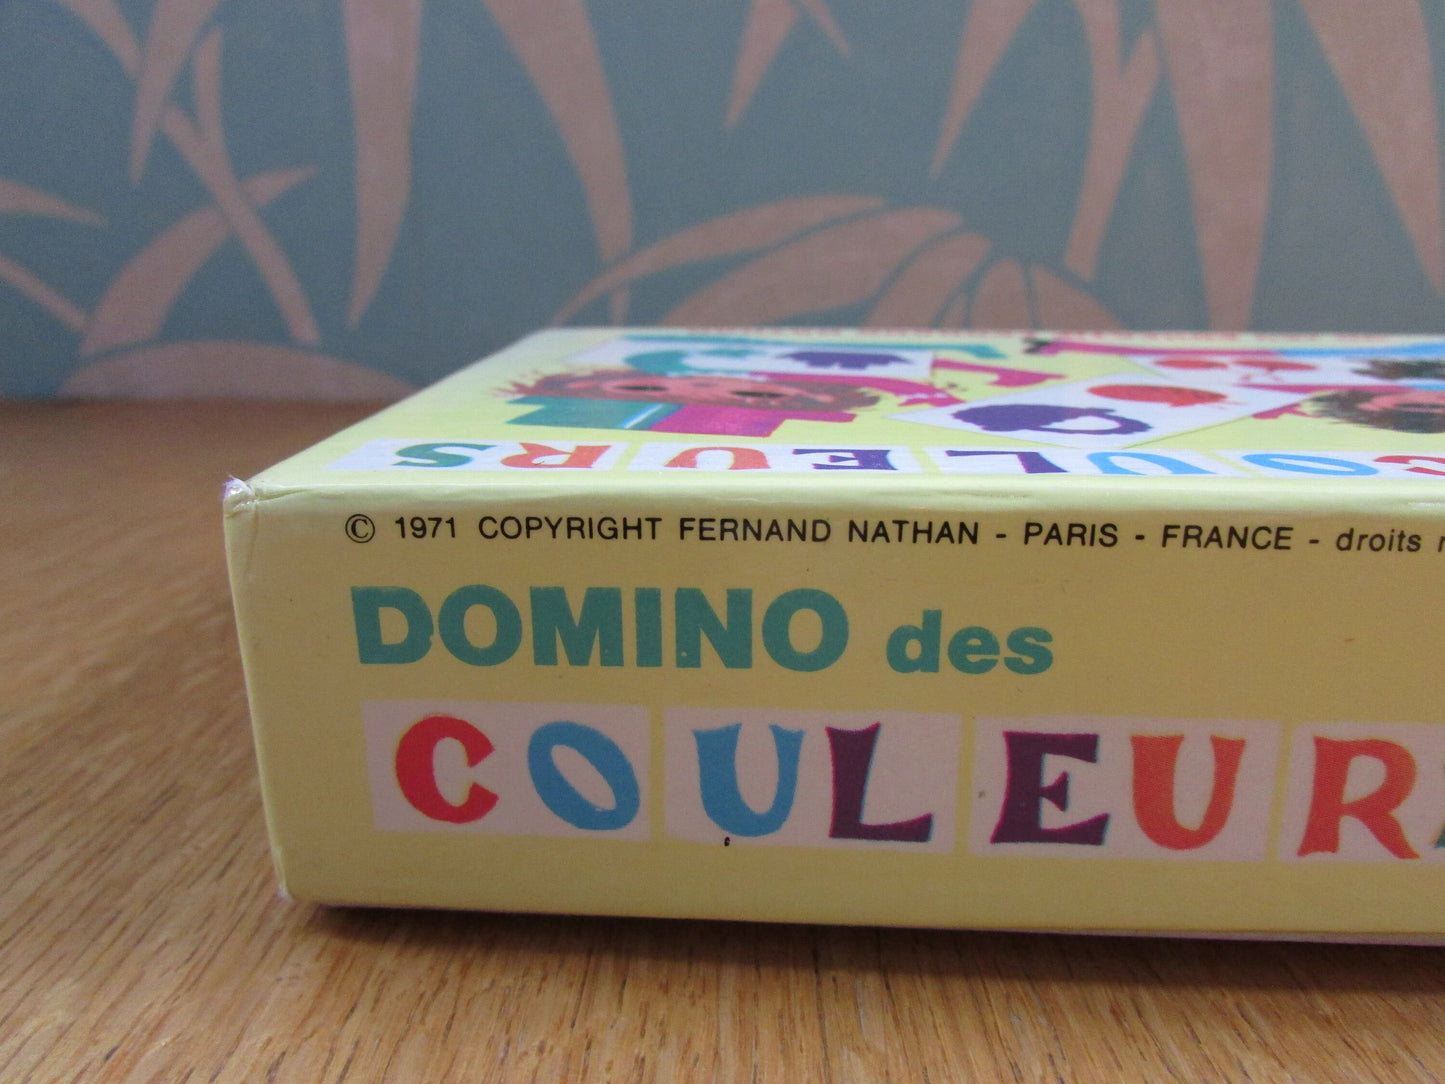 COULEURS
© 1971 COPYRIGHT FERNAND NATHAN - PARIS - FRANCE - droits
DOMINO des
COULEUR